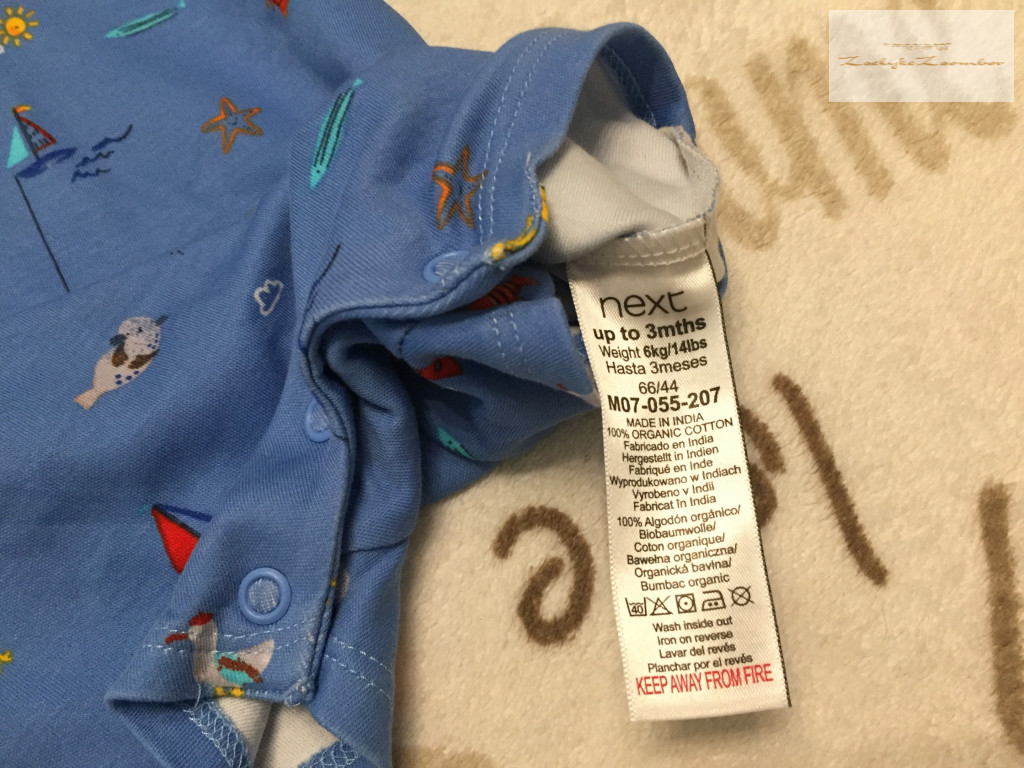 next
up to 3mths
Weight 6kg/14lbs
Hasta 3meses
66/44
M07-055-207
MADE IN INDIA
100% ORGANIC COTTON
Fabricado en India
Hergestellt in Indien
Fabriqué en Inde
Wyprodukowano w Indiach
Vyrobeno v Indii
Fabricat în India
100% Algodón orgánico/
Biobaumwolle/
Coton organique/
Bawełna organiczna/
Organická bavlna/
Bumbac organic
40
Wash inside out
Iron on reverse
Lavar del revés
Planchar por el revés
KEEP AWAY FROM FIRE